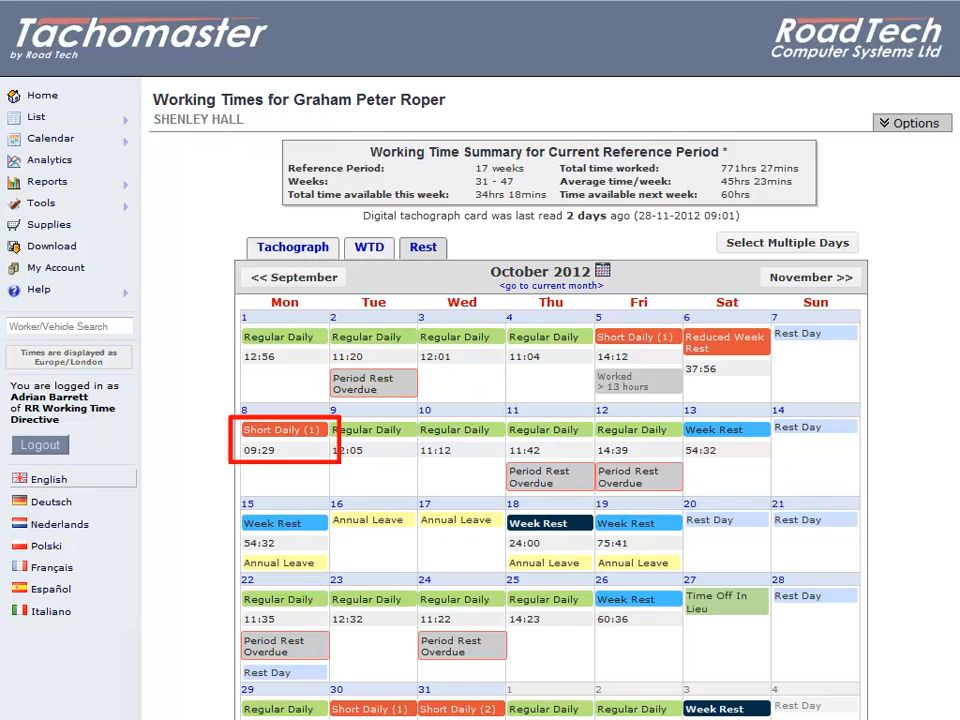 Tachomaster
by Road Tech
RoadTech
Computer Systems Ltd
Home
List
Calendar
Analytics
Reports
Tools
Supplies
Download
My Account
Help
Worker/Vehicle Search
Times are displayed as
Europe/London
You are logged in as
Adrian Barrett
of RR Working Time
Directive
Logout
English
Deutsch
Nederlands
Polski
Français
Español
Italiano
Working Times for Graham Peter Roper
SHENLEY HALL
Options
Working Time Summary for Current Reference Period *
Reference Period: 17 weeks Total time worked: 771hr 27mins
Weeks: 31 - 47 Average time/week: 45hrs 23mins
Total time available this week: 34hrs 18mins Time available next week: 60hrs
Digital tachograph card was last read 2 days ago (28-11-2012 09:01)
Tachograph WTD Rest
Select Multiple Days
<< September
October 2012
<go to current month>
November >>
Mon Tue Wed Thu Fri Sat Sun
1 2 3 4 5 6 7
Regular Daily Regular Daily Regular Daily Regular Daily Short Daily (1) Reduced Week Rest Rest Day
12:56 11:20 12:01 11:04 14:12 37:56
Period Rest Overdue Worked > 13 hours
8 9 10 11 12 13 14
Short Daily (1) Regular Daily Regular Daily Regular Daily Regular Daily Week Rest Rest Day
09:29 12:05 11:12 11:42 14:39 54:32
Period Rest Overdue Period Rest Overdue
15 16 17 18 19 20 21
Week Rest Annual Leave Annual Leave Week Rest Week Rest Rest Day Rest Day
54:32 24:00 75:41
Annual Leave Annual Leave Annual Leave
22 23 24 25 26 27 28
Regular Daily Regular Daily Regular Daily Regular Daily Week Rest Time Off In Lieu Rest Day
11:35 12:32 11:22 14:23 60:36
Period Rest Overdue Period Rest Overdue
Rest Day
29 30 31 1 2 3 4
Regular Daily Short Daily (1) Short Daily (2) Regular Daily Regular Daily Week Rest Rest Day